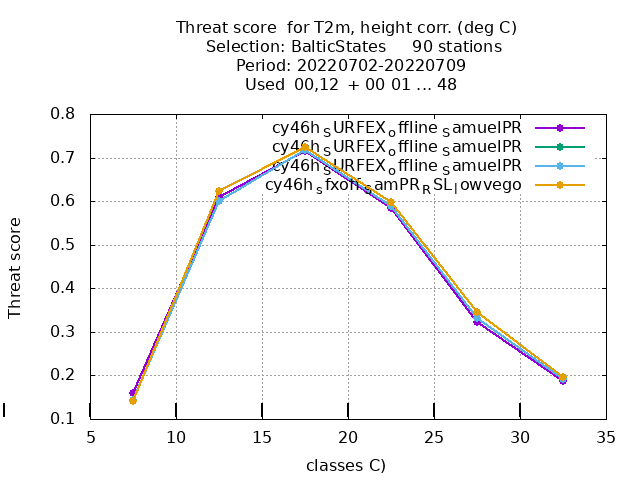 Threat score  for T2m, height corr. (deg C)
Selection: BalticStates     90 stations
Period: 20220702-20220709
Used  00,12  + 00 01 ... 48
cy46h_SURFEX_offline_SamuelPR
cy46h_SURFEX_offline_SamuelPR
cy46h_SURFEX_offline_SamuelPR
cy46h_sfxoff_samPR_RSL_lowvego
0.8
0.7
0.6
0.5
0.4
0.3
0.2
0.1
Threat score
5 10 15 20 25 30 35
classes C)